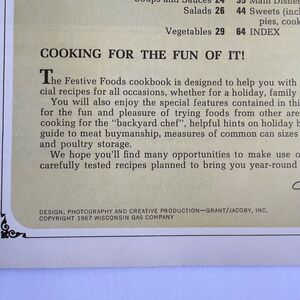 Soups and Sauces 24 35 Main Dishes
Salads 26 44 Sweets (incl
pies, cook
Vegetables 29 64 INDEX
COOKING FOR THE FUN OF IT!
The Festive Foods cookbook is designed to help you with
cial recipes for all occasions, whether for a holiday, family
You will also enjoy the special features contained in thi
for the fun and pleasure of trying foods from other are
cooking for the "backyard chef", helpful hints on holiday b
guide to meat buymanship, measures of common can sizes
and poultry storage.
We hope you'll find many opportunities to make use o
carefully tested recipes planned to bring you year-round
DESIGN, PHOTOGRAPHY AND CREATIVE PRODUCTION—GRANT/JACOBY, INC.
COPYRIGHT 1967 WISCONSIN GAS COMPANY